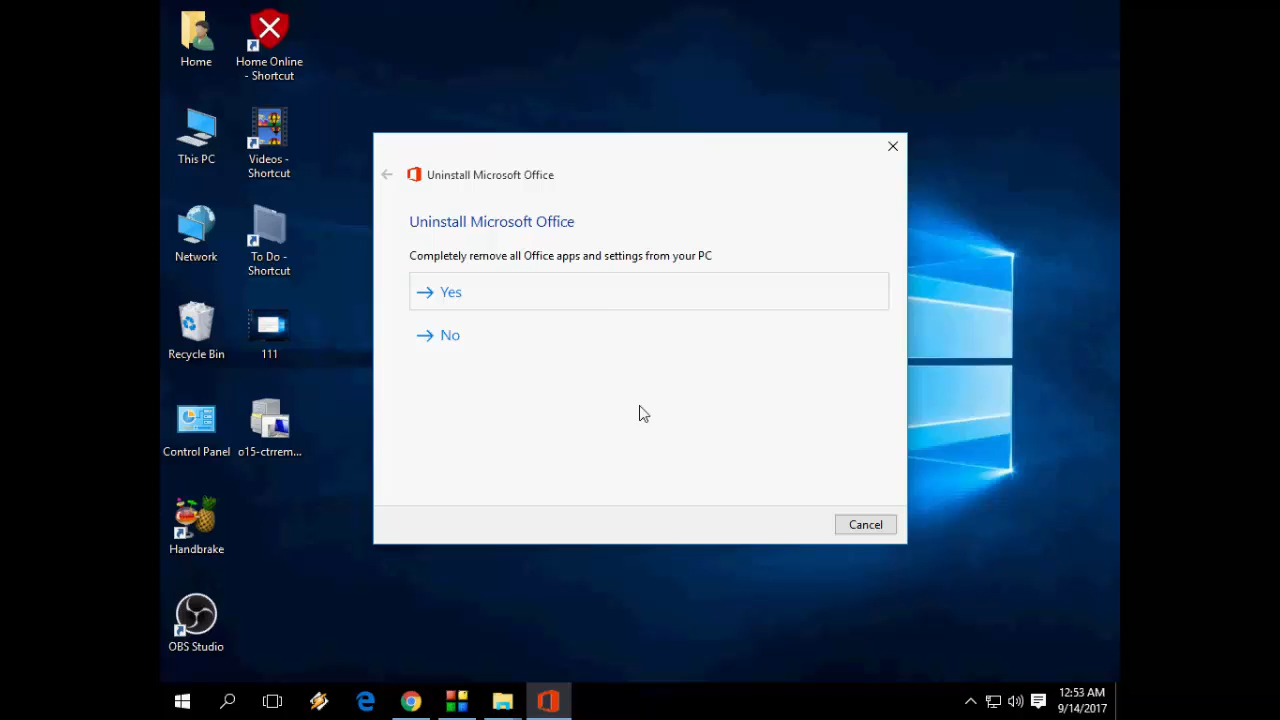 Home
Home Online
- Shortcut
This PC
Videos -
Shortcut
Network
To Do -
Shortcut
Recycle Bin
111
Control Panel
o15-ctrrem...
Handbrake
OBS Studio
Uninstall Microsoft Office
Uninstall Microsoft Office
Completely remove all Office apps and settings from your PC
Yes
No
Cancel
12:53 AM
9/14/2017